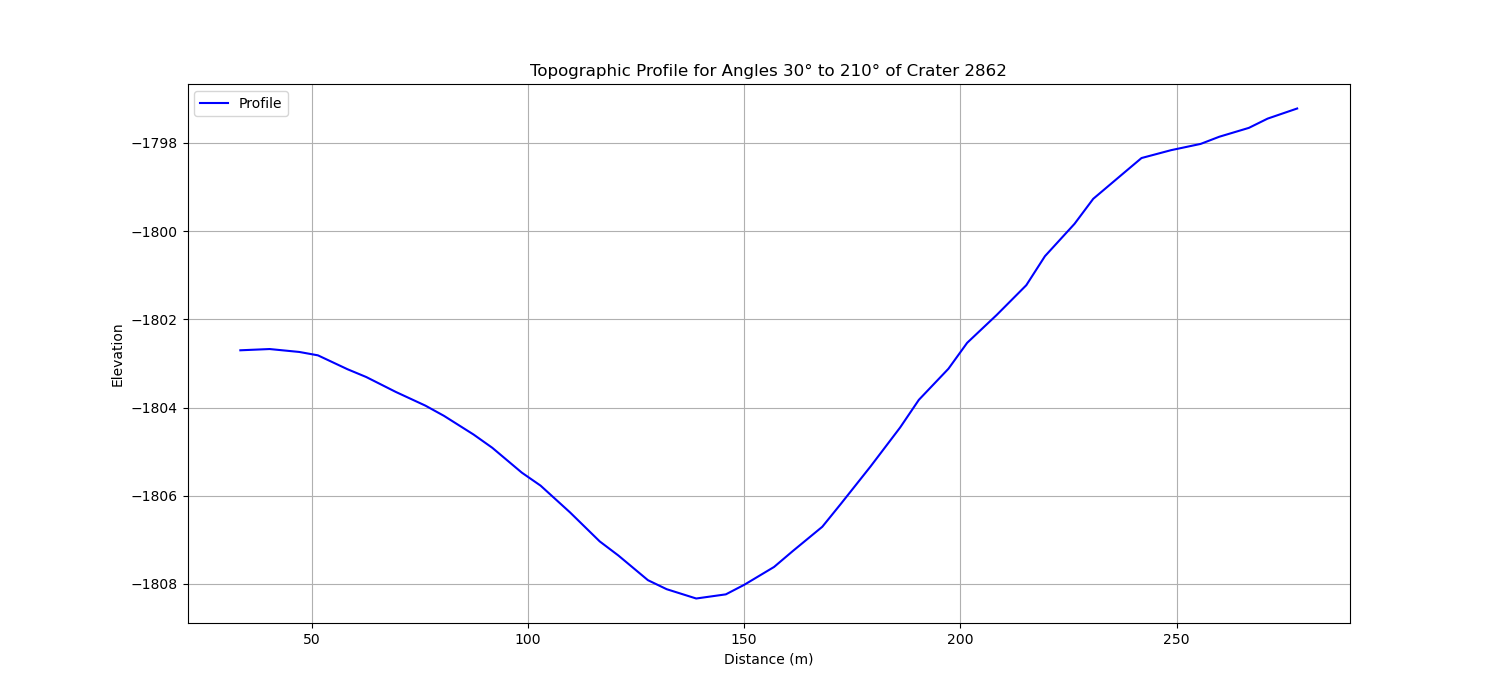 Topographic Profile for Angles 30° to 210° of Crater 2862
Profile
−1798
−1800
−1802
−1804
−1806
−1808
Elevation
50
100
150
200
250
Distance (m)